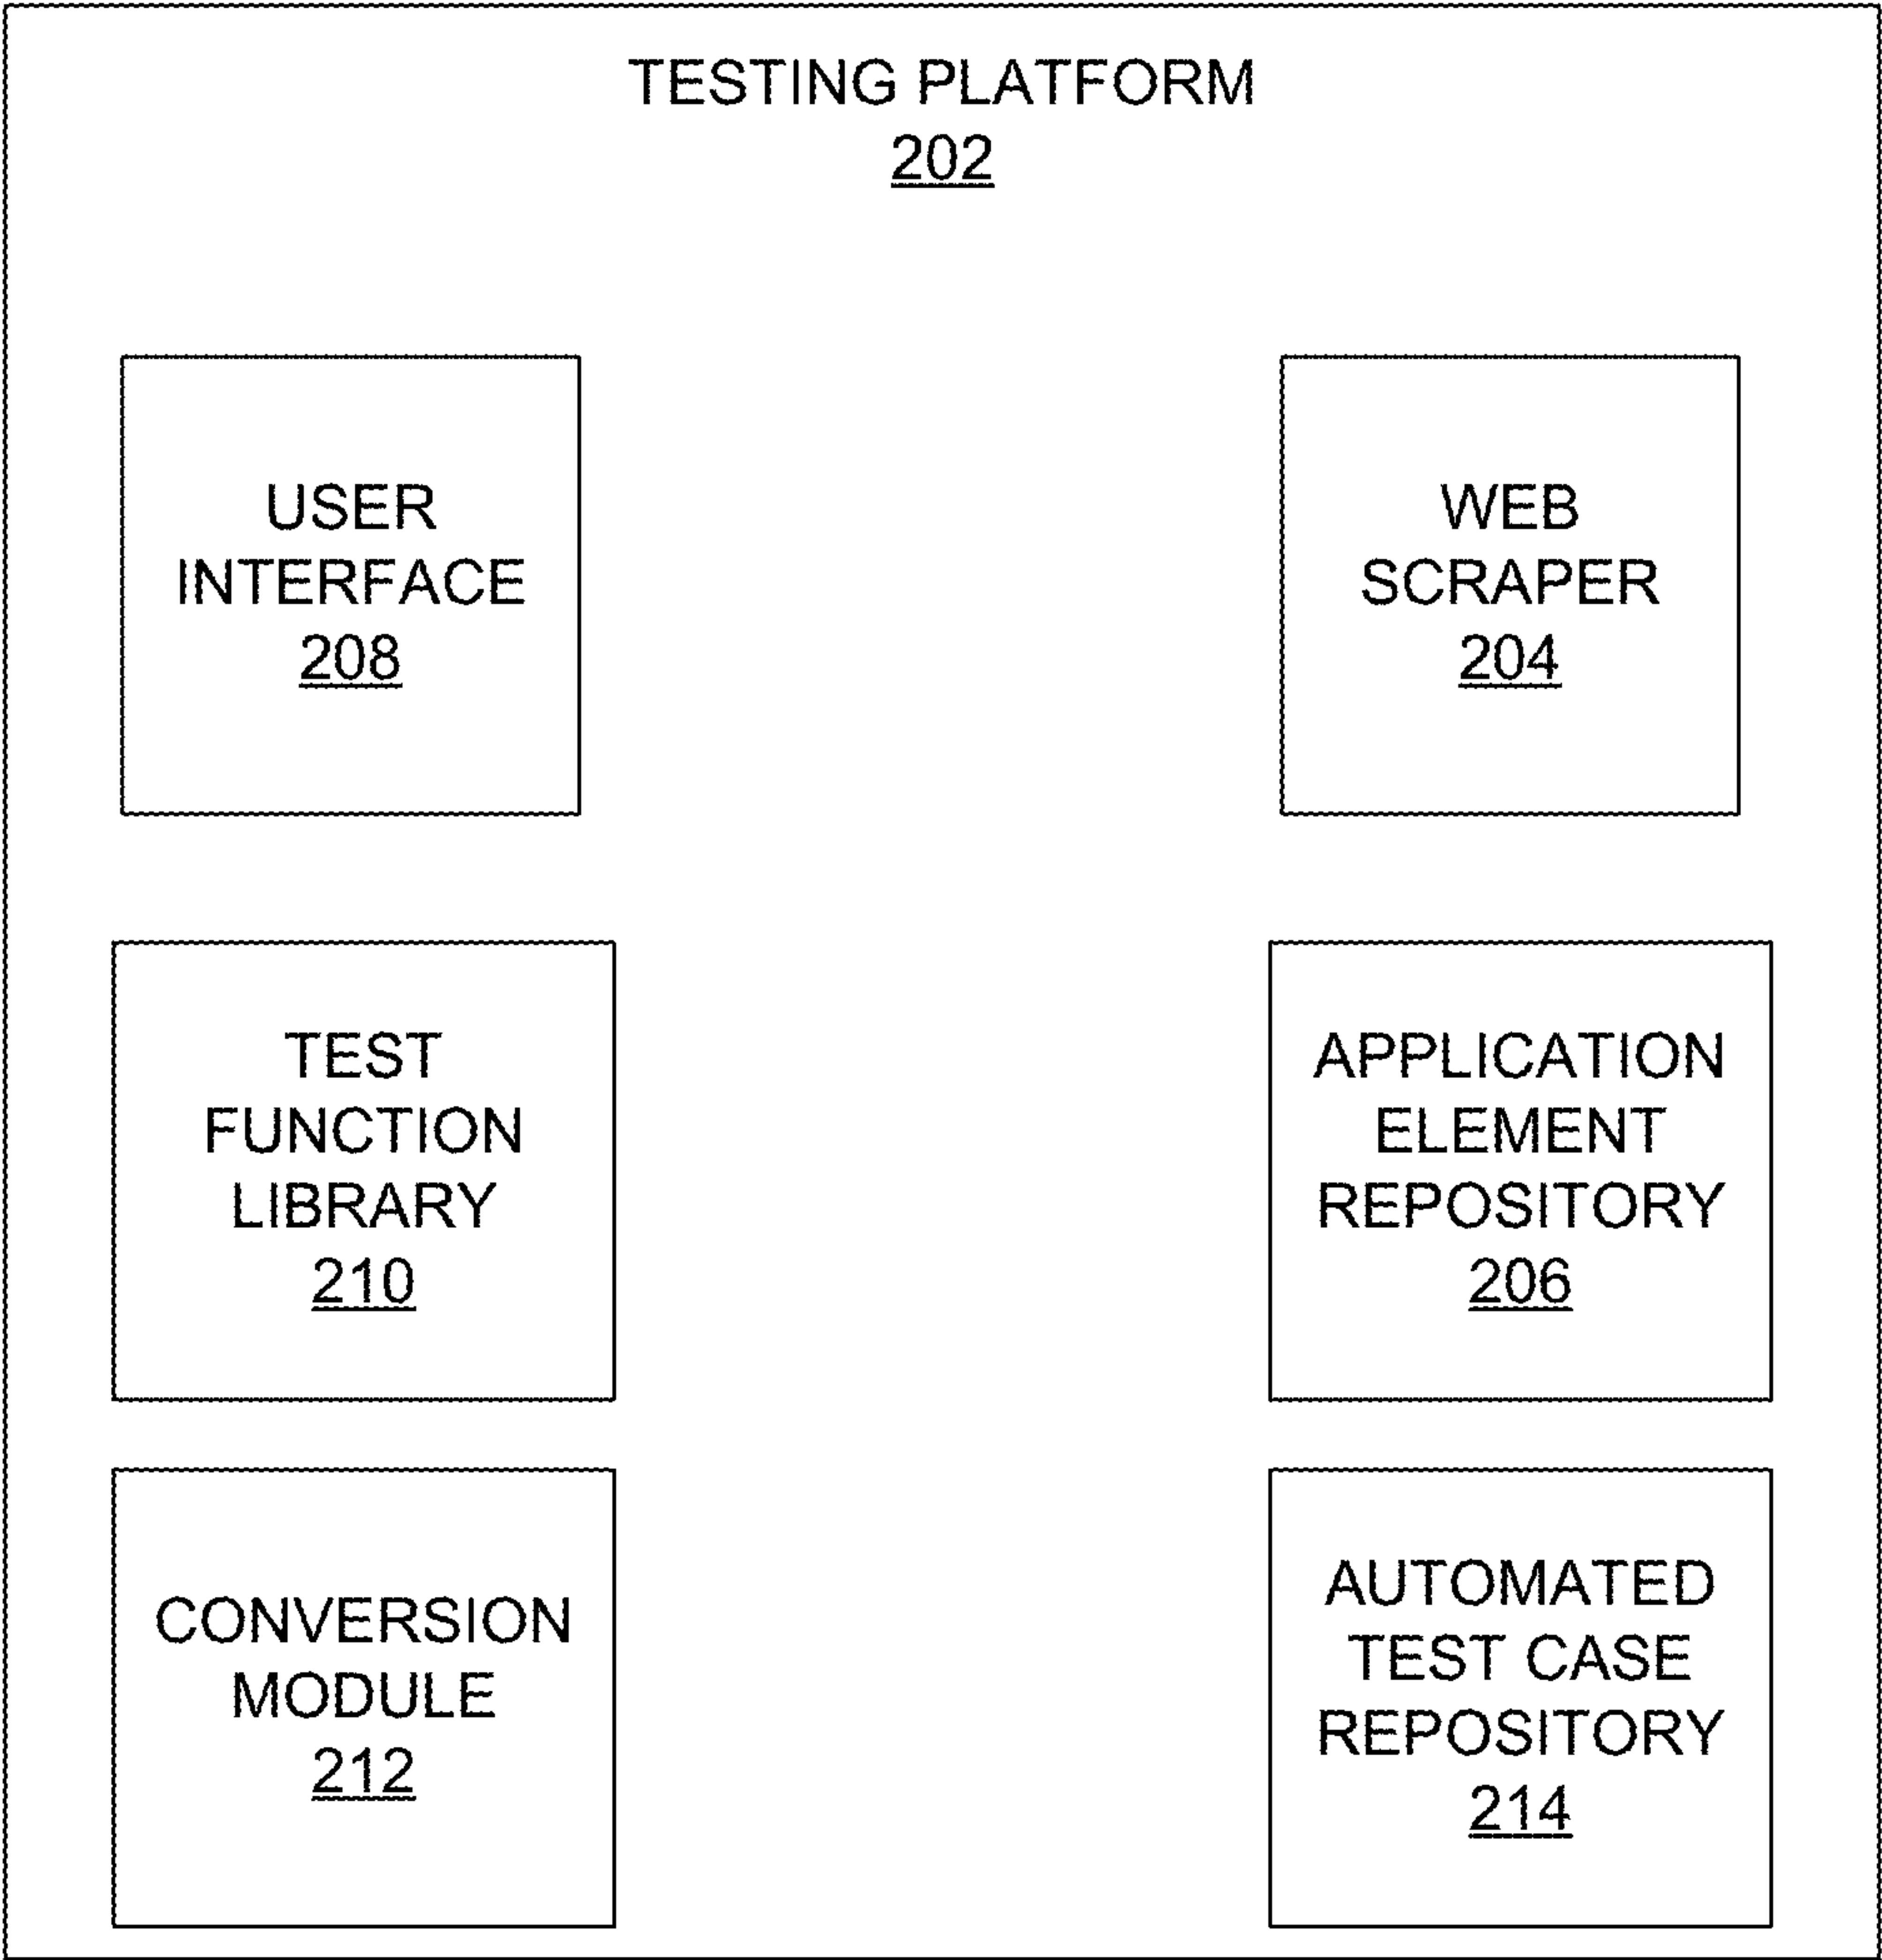 TESTING PLATFORM
202
USER
INTERFACE
208
WEB
SCRAPER
204
TEST
FUNCTION
LIBRARY
210
APPLICATION
ELEMENT
REPOSITORY
206
CONVERSION
MODULE
212
AUTOMATED
TEST CASE
REPOSITORY
214